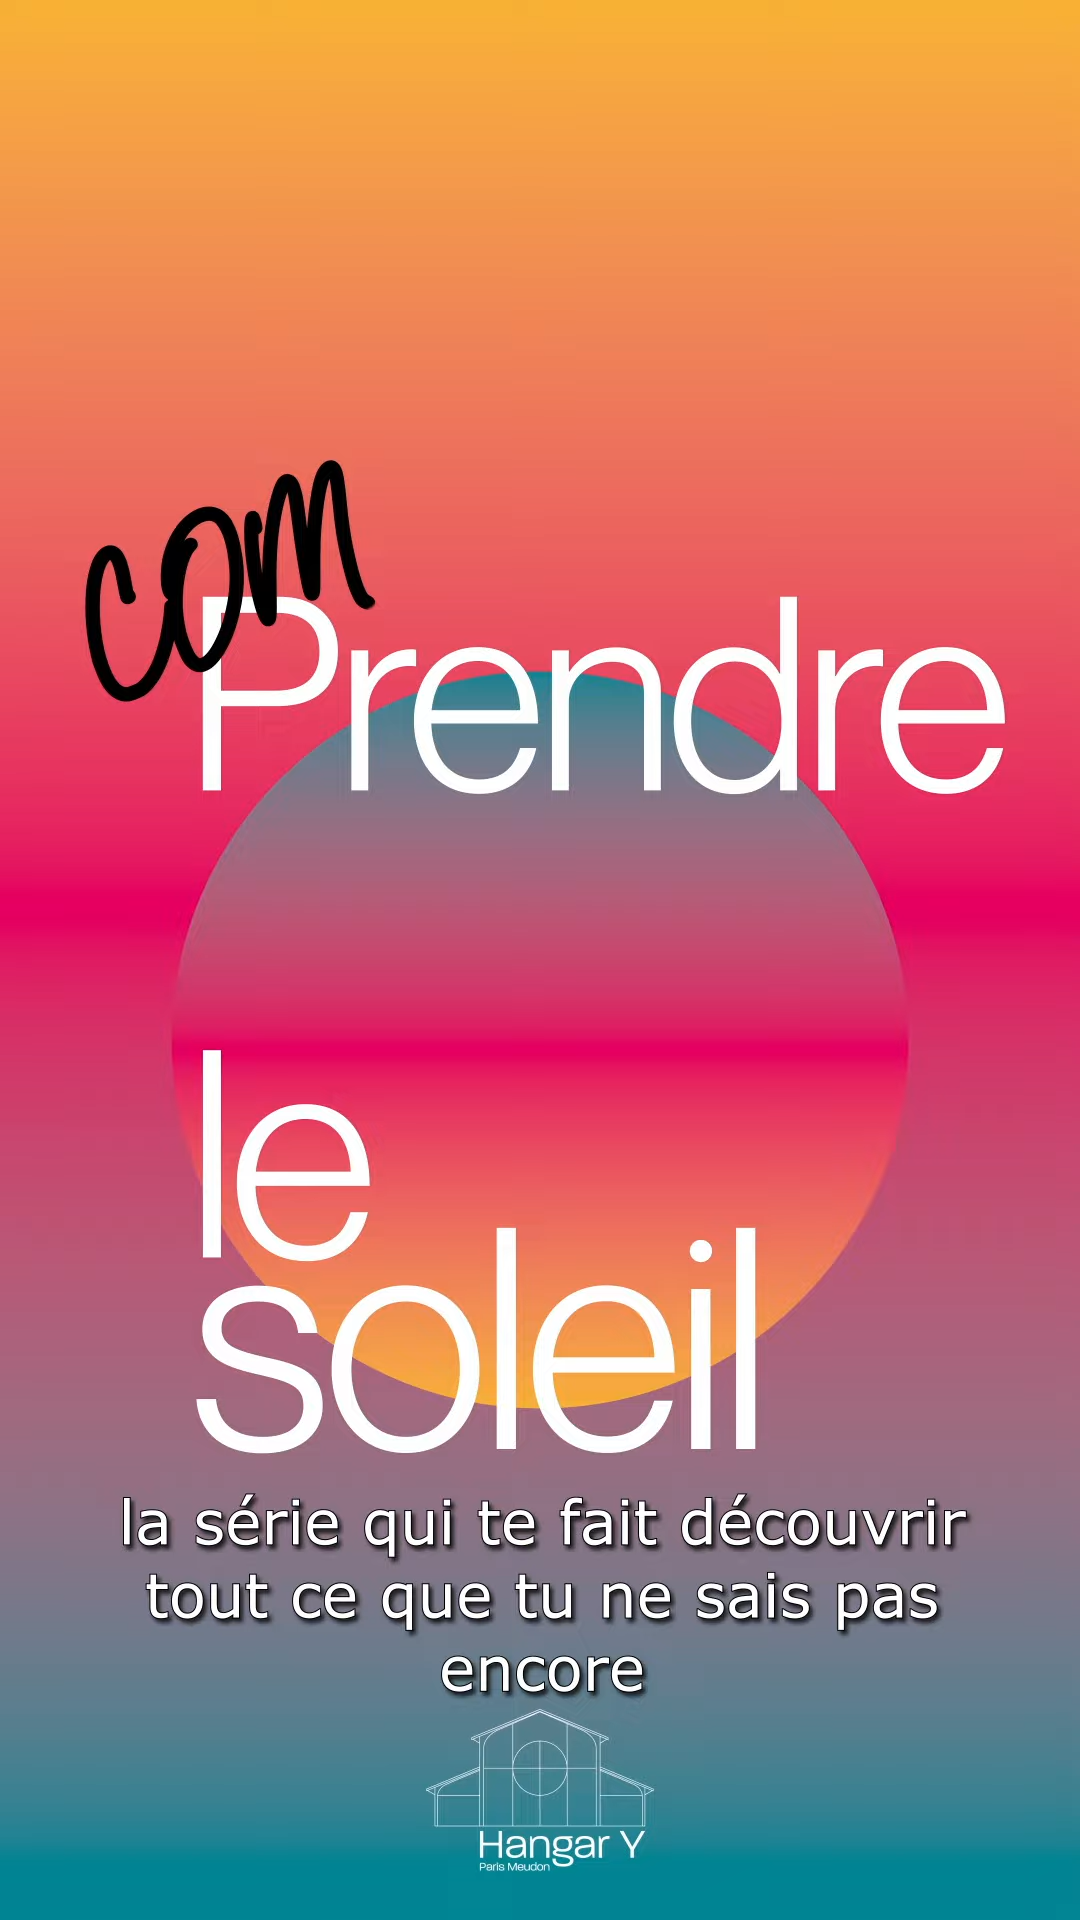 com
Prendre
le
soleil
la série qui te fait découvrir
tout ce que tu ne sais pas
encore
Hangar Y
Paris Meudon